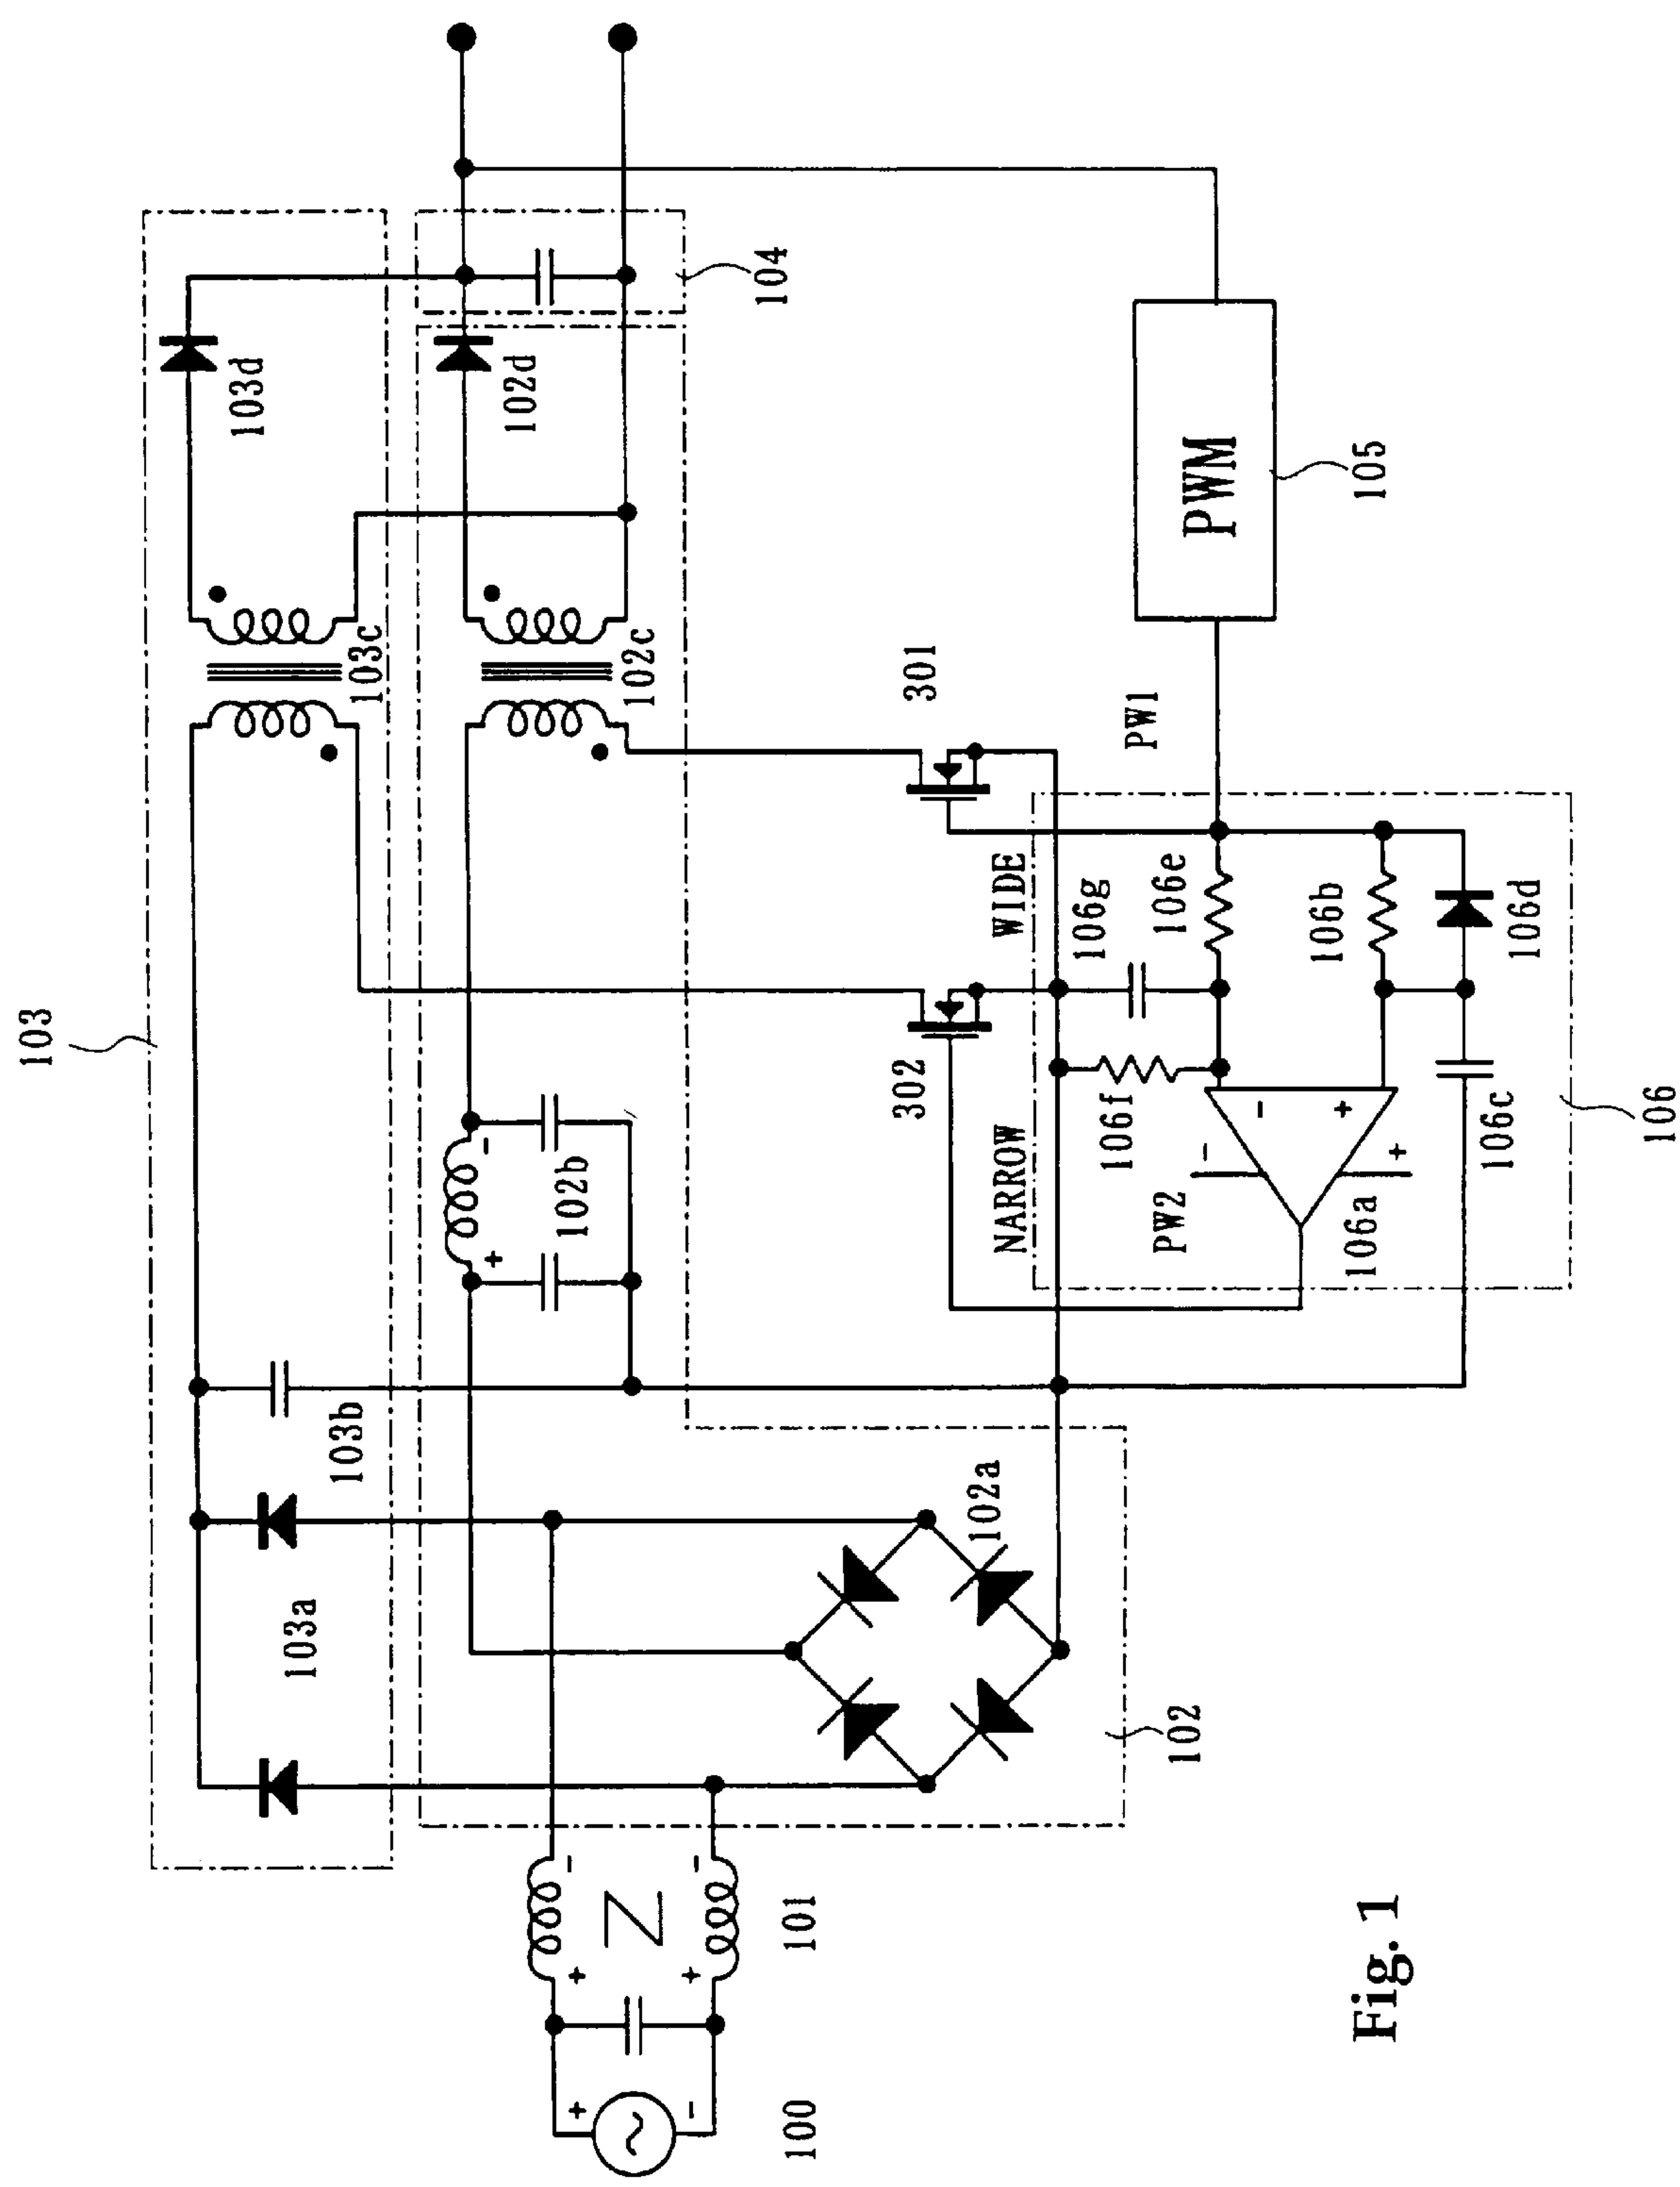 103
103d
103c
103b
103a
104
102d
102c
102b
102a
102
+
-
301
302
WIDE
NARROW
PWM
105
PW1
PW2
106g
106e
106f
106b
106d
106a
106c
106
-
+
-
+
100
101
+
-
+
-
+
-
Fig. 1